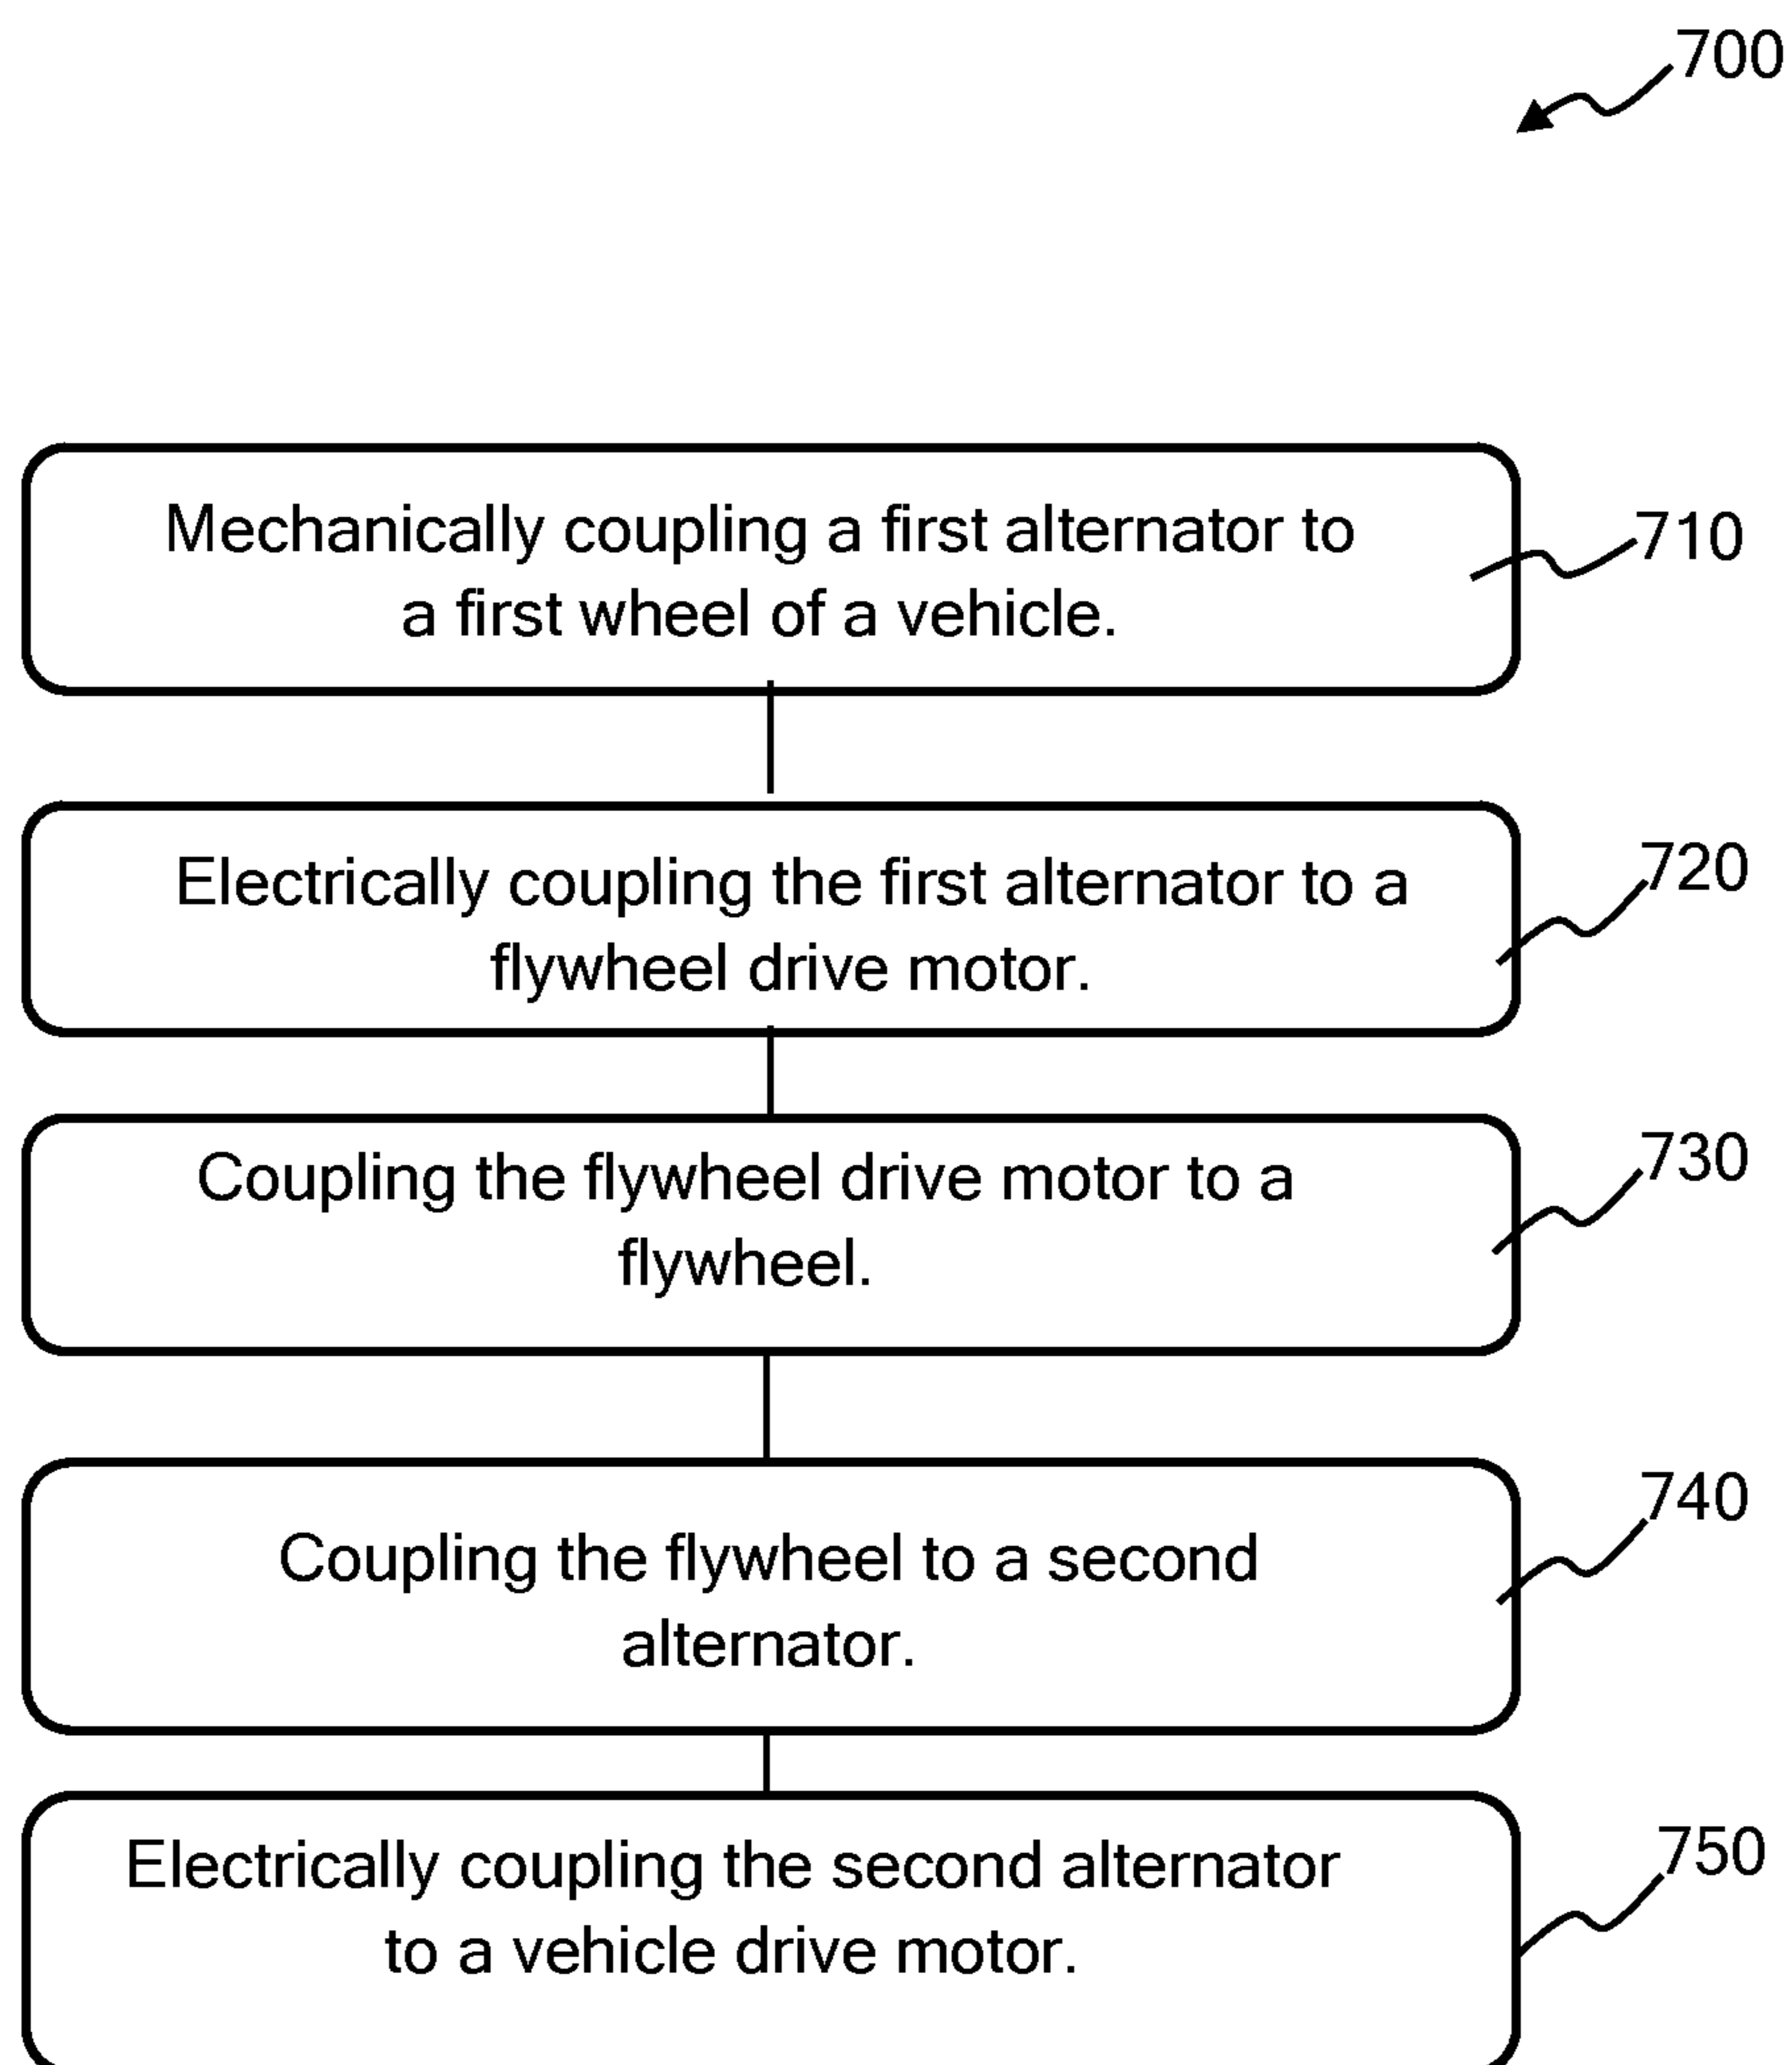 700
Mechanically coupling a first alternator to
a first wheel of a vehicle.
710
Electrically coupling the first alternator to a
flywheel drive motor.
720
Coupling the flywheel drive motor to a
flywheel.
730
Coupling the flywheel to a second
alternator.
740
Electrically coupling the second alternator
to a vehicle drive motor.
750